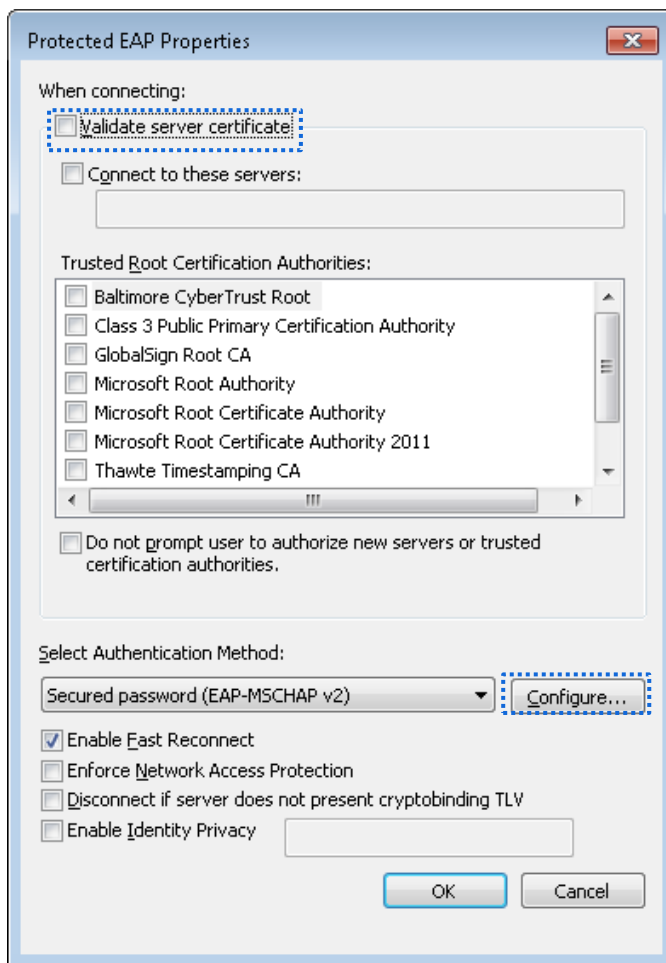 Protected EAP Properties
When connecting:
Validate server certificate
Connect to these servers:
Trusted Root Certification Authorities:
Baltimore CyberTrust Root
Class 3 Public Primary Certification Authority
GlobalSign Root CA
Microsoft Root Authority
Microsoft Root Certificate Authority
Microsoft Root Certificate Authority 2011
Thawte Timestamping CA
Do not prompt user to authorize new servers or trusted
certification authorities.
Select Authentication Method:
Secured password (EAP-MSCHAP v2) Configure...
Enable Fast Reconnect
Enforce Network Access Protection
Disconnect if server does not present cryptobinding TLV
Enable Identity Privacy
OK Cancel